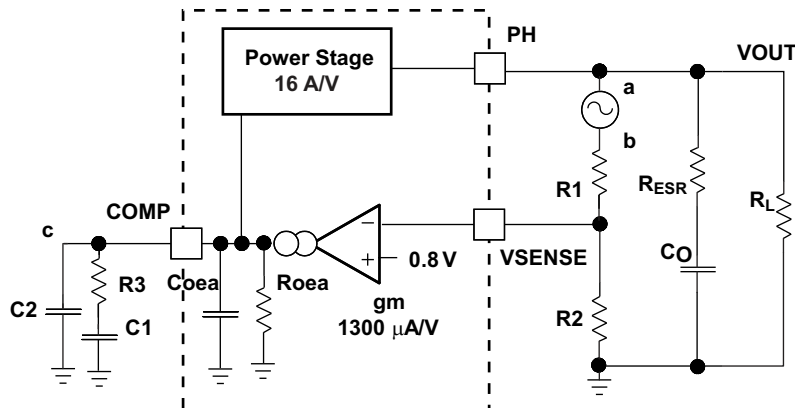 PH
VOUT
Power Stage
16 A/V
a
b
R1
RESR
RL
COMP
c
−
+
0.8 V
VSENSE
CO
R3
Coea
Roea
gm
1300 µA/V
R2
C2
C1